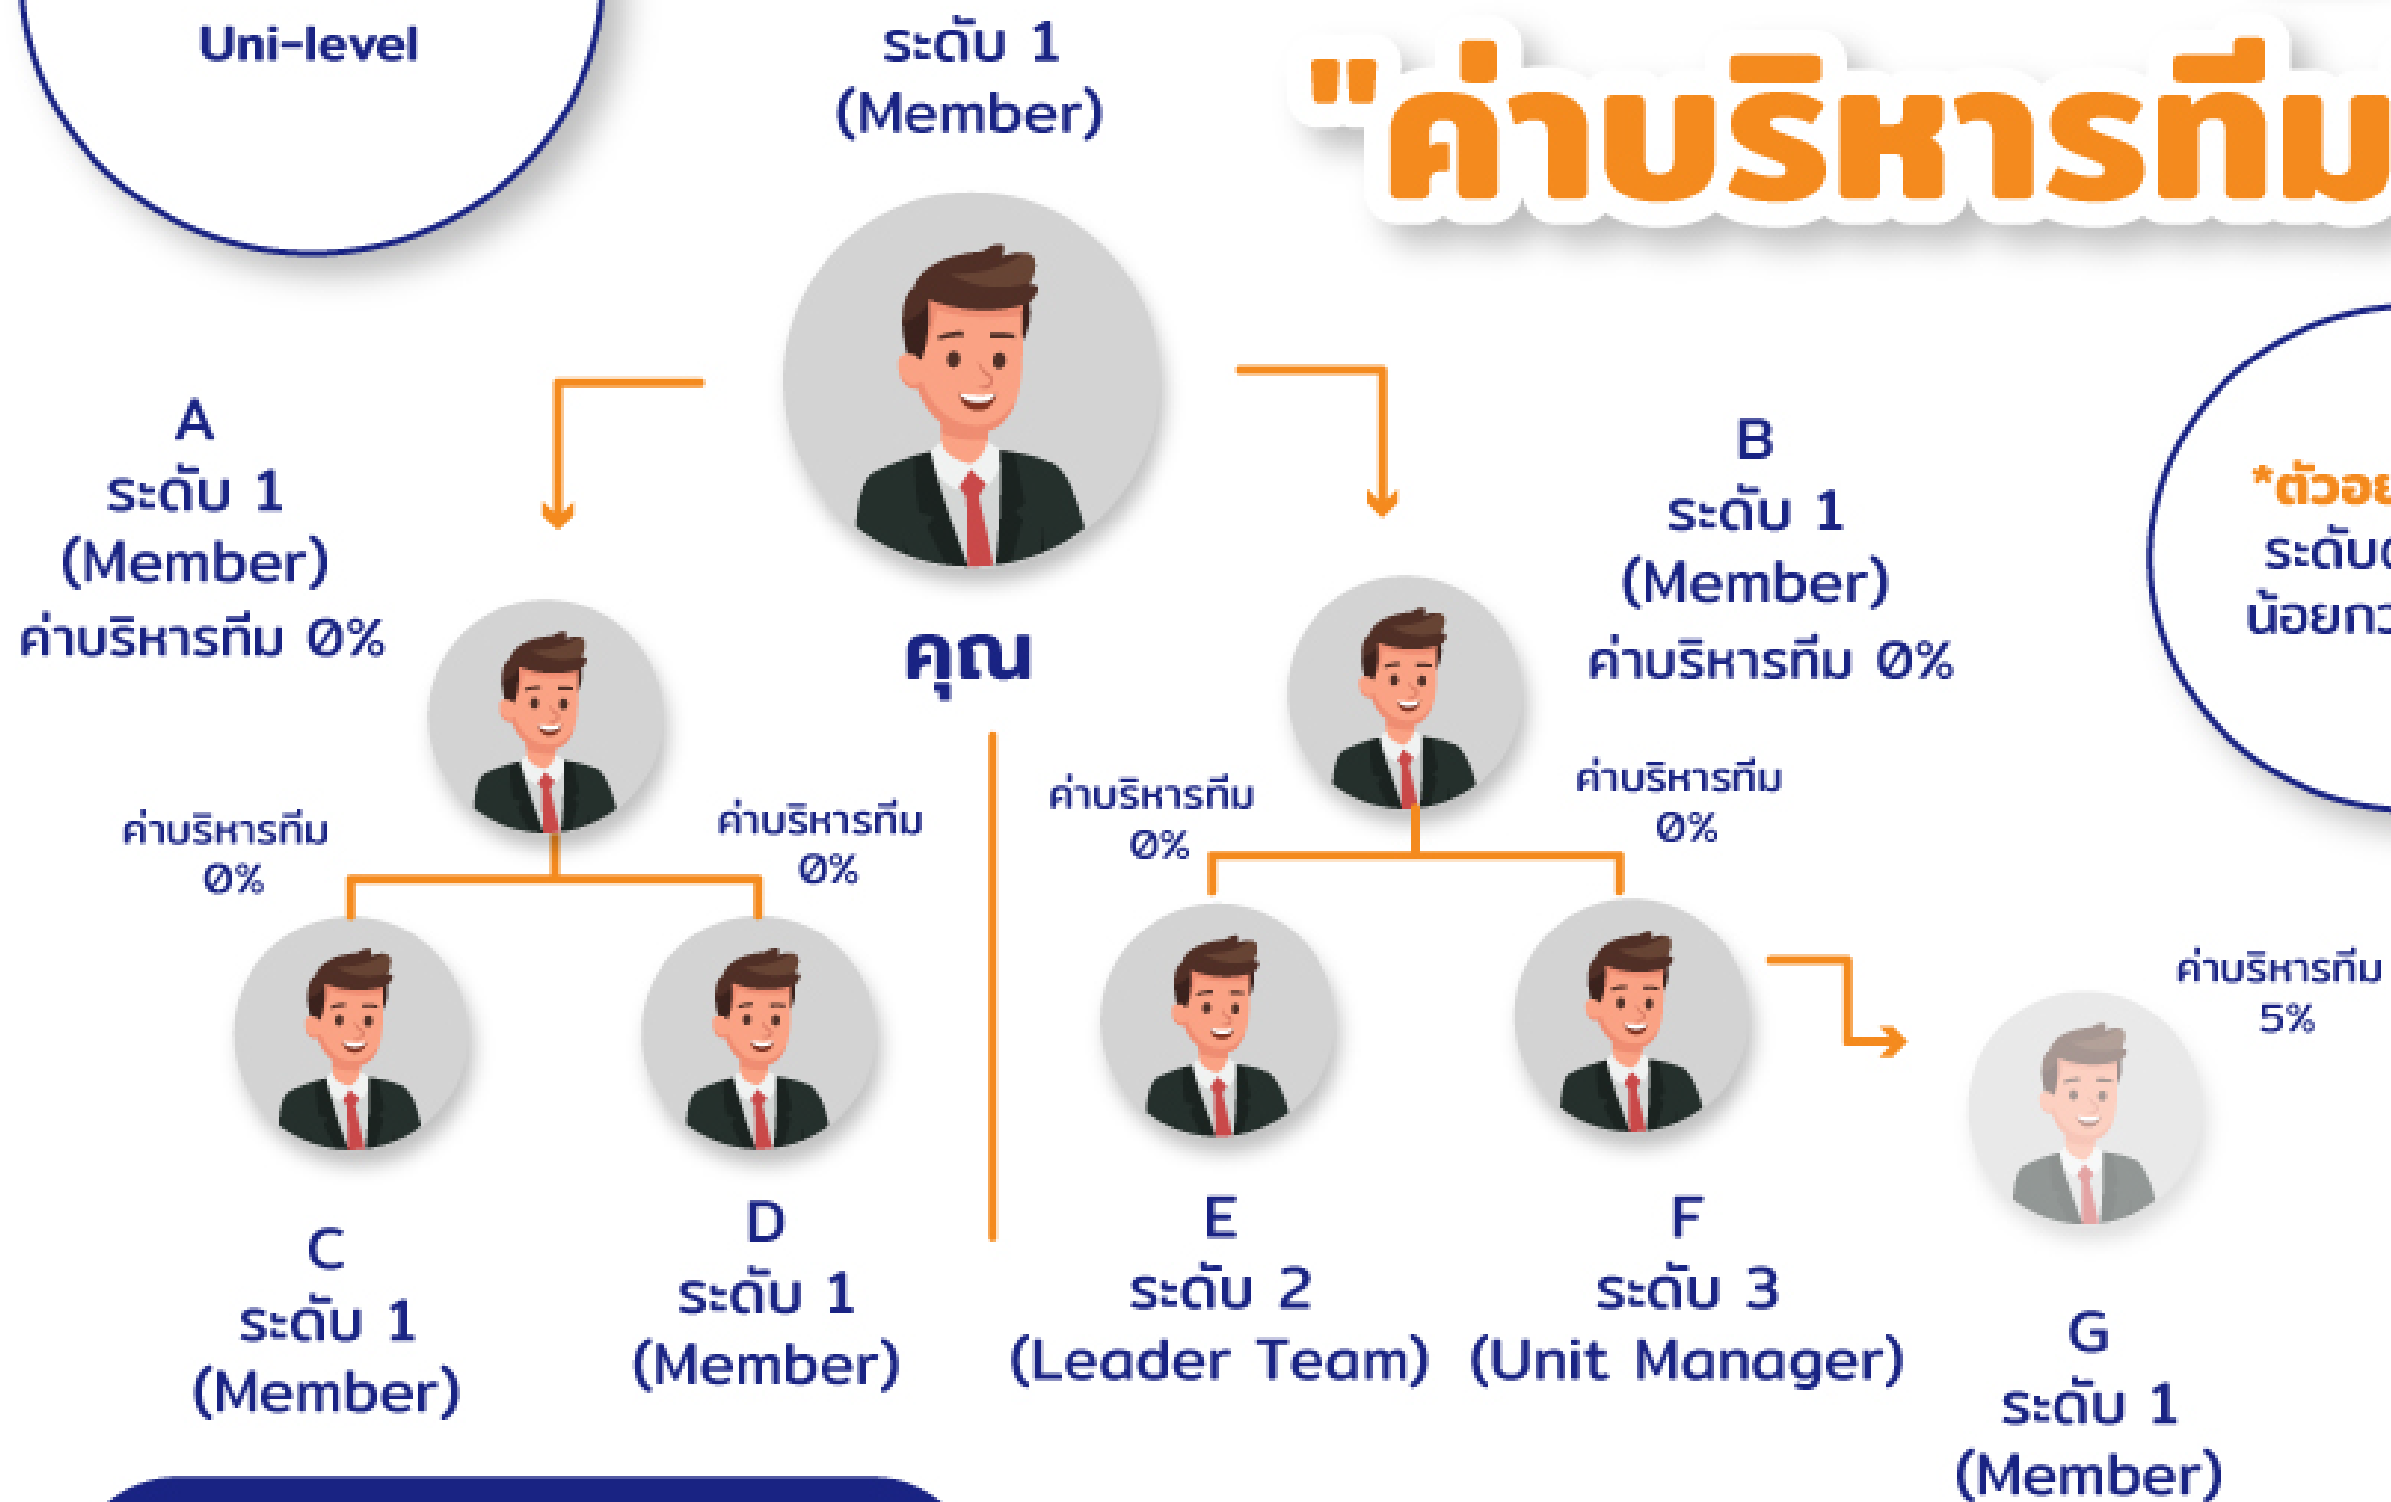 Uni-level
ระดับ 1
(Member)
"ค่าบริหารทีม
A
ระดับ 1
(Member)
ค่าบริหารทีม 0%
B
ระดับ 1
(Member)
ค่าบริหารทีม 0%
คุณ
ค่าบริหารทีม
0%
ค่าบริหารทีม
0%
ค่าบริหารทีม
0%
ค่าบริหารทีม
0%
ค่าบริหารทีม
5%
C
ระดับ 1
(Member)
D
ระดับ 1
(Member)
E
ระดับ 2
(Leader Team)
F
ระดับ 3
(Unit Manager)
G
ระดับ 1
(Member)